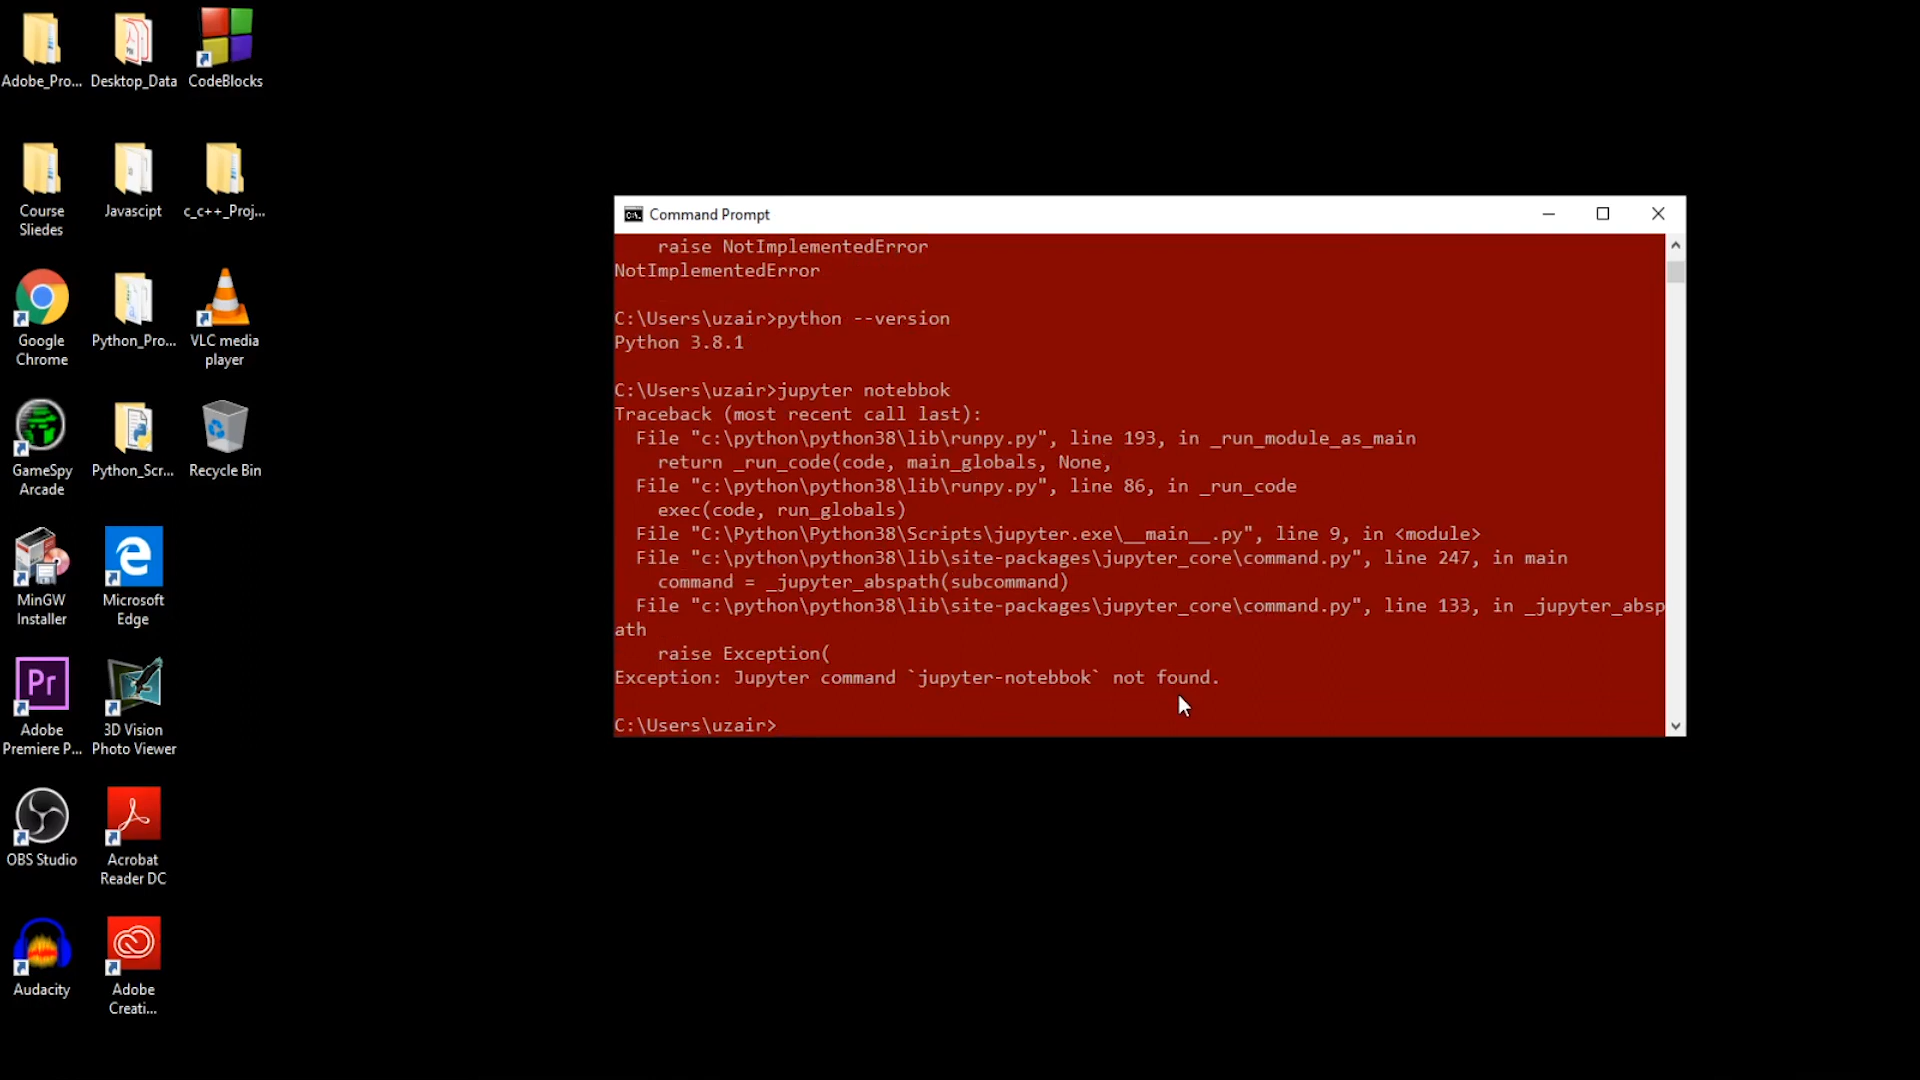 Adobe_Pro...
Desktop_Data
CodeBlocks
Course
Sliedes
Javascipt
c_c++_Proj...
Google
Chrome
Python_Pro...
VLC media
player
GameSpy
Arcade
Python_Scr...
Recycle Bin
MinGW
Installer
Microsoft
Edge
Pr
Adobe
Premiere P...
3D Vision
Photo Viewer
OBS Studio
Acrobat
Reader DC
Audacity
Adobe
Creati...
Command Prompt
raise NotImplementedError
NotImplementedError
C:\Users\uzair>python --version
Python 3.8.1
C:\Users\uzair>jupyter notebbok
Traceback (most recent call last):
File "c:\python\python38\lib\runpy.py", line 193, in _run_module_as_main
return _run_code(code, main_globals, None,
File "c:\python\python38\lib\runpy.py", line 86, in _run_code
exec(code, run_globals)
File "C:\Python\Python38\Scripts\jupyter.exe\__main__.py", line 9, in <module>
File "c:\python\python38\lib\site-packages\jupyter_core\command.py", line 247, in main
command = _jupyter_abspath(subcommand)
File "c:\python\python38\lib\site-packages\jupyter_core\command.py", line 133, in _jupyter_absp
ath
raise Exception(
Exception: Jupyter command `jupyter-notebbok` not found.
C:\Users\uzair>